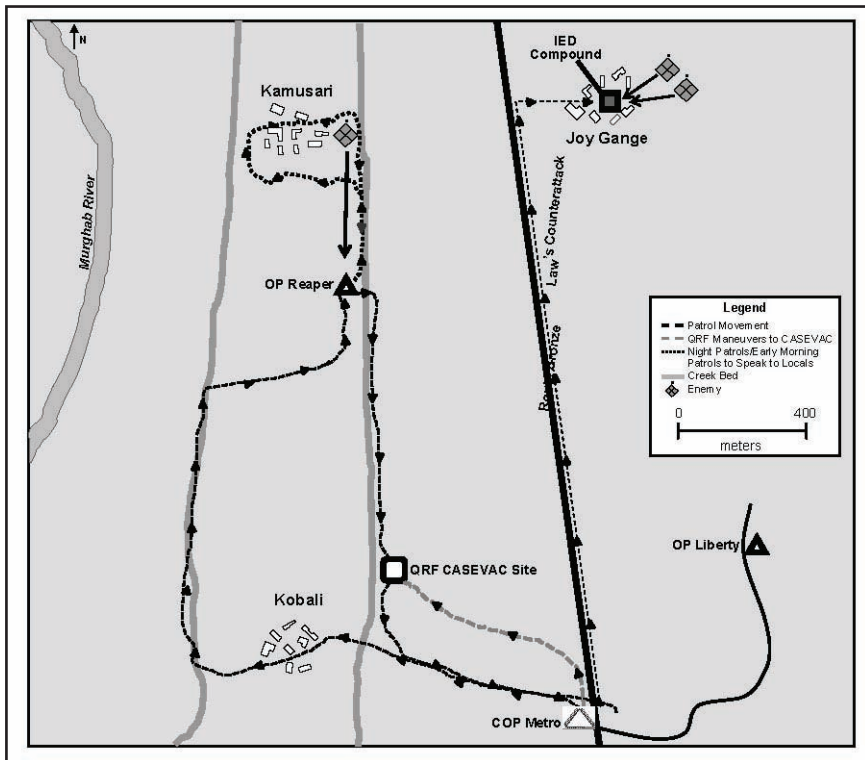 N
IED
Compound
Kamusari
Joy Gange
Murghab River
Law's Counterattack
OP Reaper
Legend
Patrol Movement
QRF Maneuvers to CASEVAC
Night Patrols/Early Morning
Patrols to Speak to Locals
Creek Bed
Enemy
0 400
meters
OP Liberty
QRF CASEVAC Site
Kobali
COP Metro